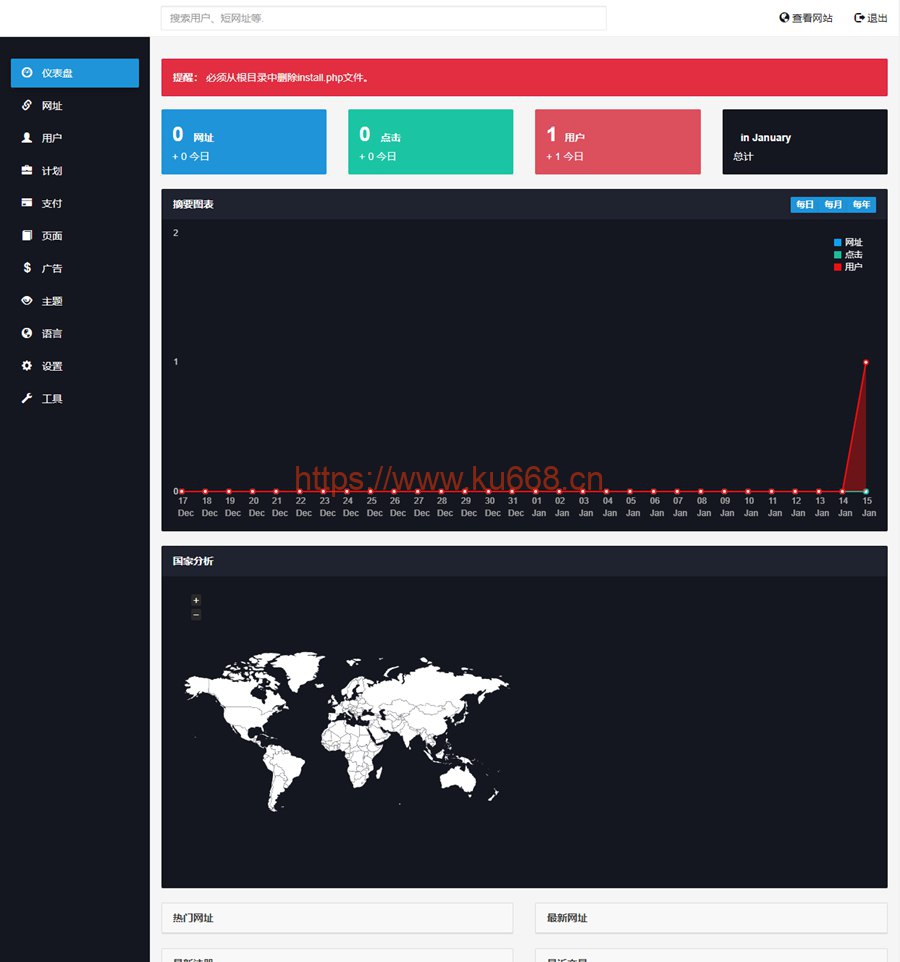 搜索用户、短网址等.
查看网站 退出
仪表盘
网址
用户
计划
支付
页面
广告
主题
语言
设置
工具
提醒： 必须从根目录中删除install.php文件。
0 网址
+ 0 今日
0 点击
+ 0 今日
1 用户
+ 1 今日
in January
总计
摘要图表
每日 每月 每年
网址
点击
用户
2
1
0
https://www.ku668.cn
17 18 19 20 21 22 23 24 25 26 27 28 29 30 31 01 02 03 04 05 06 07 08 09 10 11 12 13 14 15
Dec Dec Dec Dec Dec Dec Dec Dec Dec Dec Dec Dec Dec Dec Dec Jan Jan Jan Jan Jan Jan Jan Jan Jan Jan Jan Jan Jan Jan Jan
国家分析
+
−
热门网址
最新网址